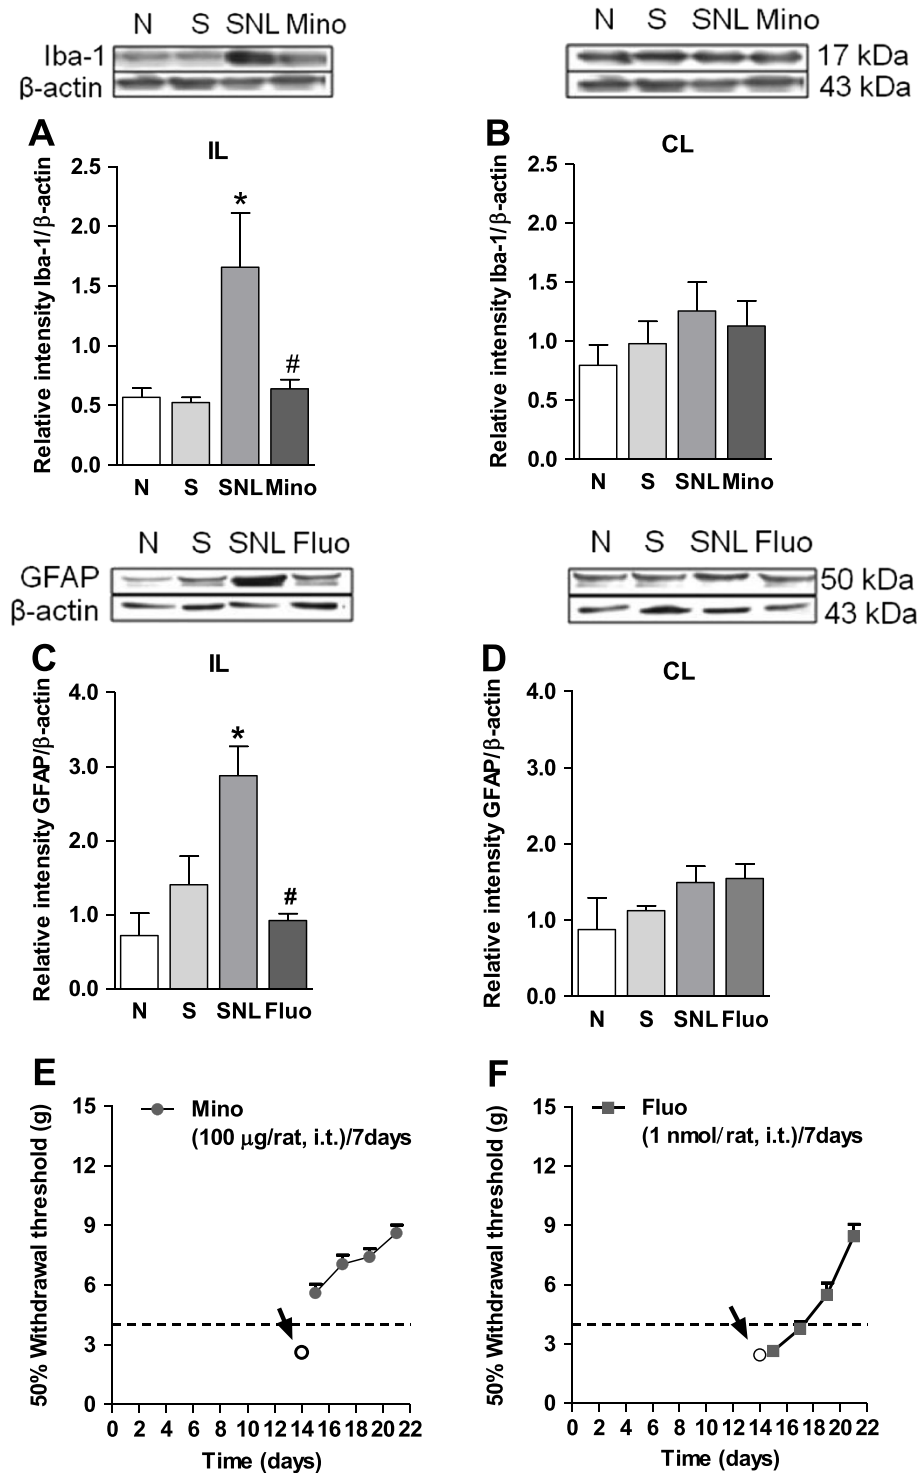 N S SNL Mino
Iba-1
β-actin
N S SNL Mino
17 kDa
43 kDa
A
IL
Relative intensity Iba-1/β-actin
2.5
2.0
1.5
1.0
0.5
0.0
*
#
N S SNL Mino
B
CL
Relative intensity Iba-1/β-actin
2.5
2.0
1.5
1.0
0.5
0.0
N S SNL Mino
N S SNL Fluo
GFAP
β-actin
N S SNL Fluo
50 kDa
43 kDa
C
IL
Relative intensity GFAP/β-actin
4.0
3.0
2.0
1.0
0.0
*
#
N S SNL Fluo
D
CL
Relative intensity GFAP/β-actin
4.0
3.0
2.0
1.0
0.0
N S SNL Fluo
E
Mino
(100 μg/rat, i.t.)/7days
50% Withdrawal threshold (g)
15
12
9
6
3
0
0 2 4 6 8 10 12 14 16 18 20 22
Time (days)
F
Fluo
(1 nmol/rat, i.t.)/7days
50% Withdrawal threshold (g)
15
12
9
6
3
0
0 2 4 6 8 10 12 14 16 18 20 22
Time (days)